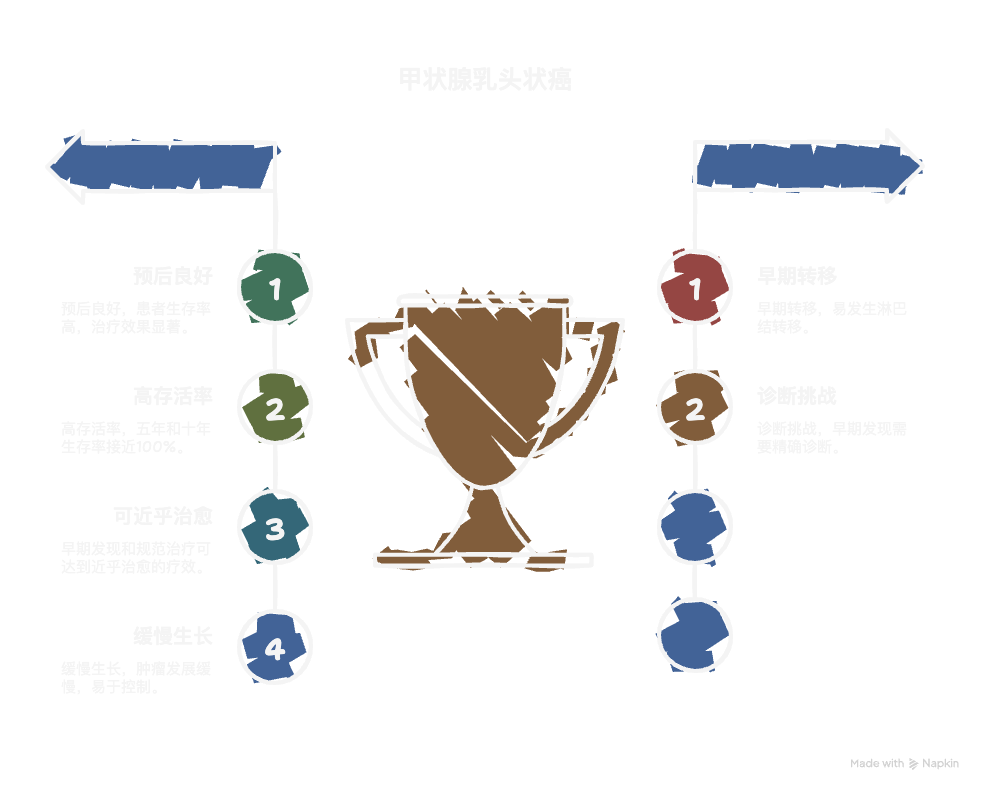 甲状腺乳头状癌
1
预后良好
预后良好，患者生存率
高，治疗效果显著。
2
高存活率
高存活率，五年和十年
生存率接近100%。
3
可近乎治愈
早期发现和规范治疗可
达到近乎治愈的疗效。
4
缓慢生长
缓慢生长，肿瘤发展缓
慢，易于控制。
1
早期转移
早期转移，易发生淋巴
结转移。
2
诊断挑战
诊断挑战，早期发现需
要精确诊断。
Made with Napkin